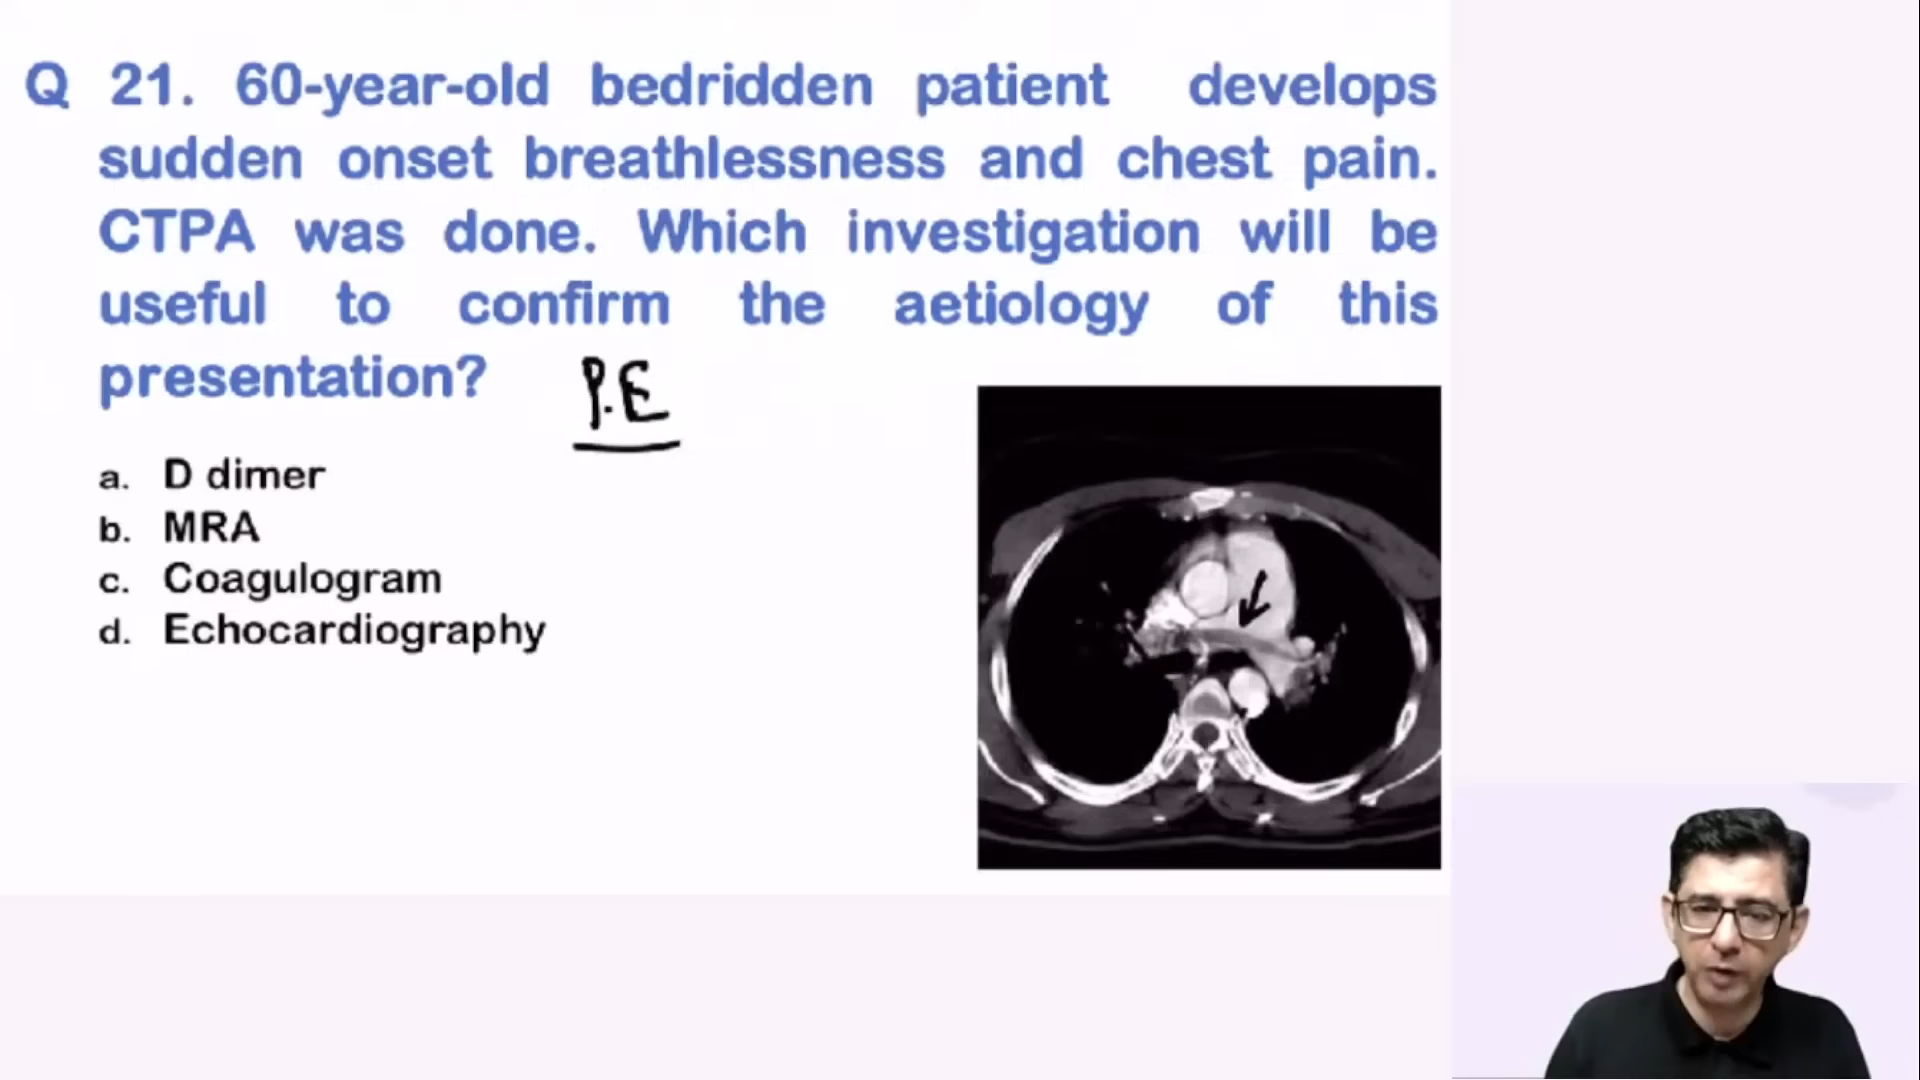 Q 21. 60-year-old bedridden patient develops
sudden onset breathlessness and chest pain.
CTPA was done. Which investigation will be
useful to confirm the aetiology of this
presentation?
P.E
a. D dimer
b. MRA
c. Coagulogram
d. Echocardiography